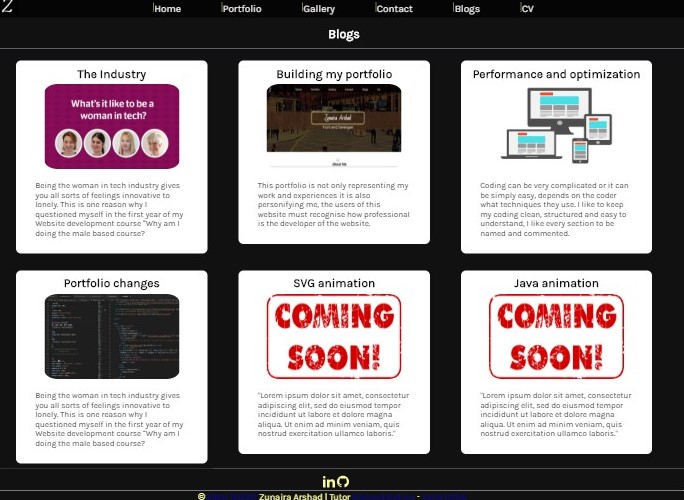 Z
Home Portfolio Gallery Contact Blogs CV
Blogs
The Industry
What's it like to be a
woman in tech?
Being the woman in tech industry gives
you all sorts of feelings innovative to
lonely. This is one reason why I
questioned myself in the first year of my
Website development course "Why am I
doing the male based course?
Building my portfolio
Zunaira Arshad
About Me
This portfolio is not only representing my
work and experiences it is also
personifying me, the users of this
website must recognise how professional
is the developer of the website.
Performance and optimization
Coding can be very complicated or it can
be simply easy, depends on the coder
what techniques they use. I like to keep
my coding clean, structured and easy to
understand, I like every section to be
named and commented.
Portfolio changes
Being the woman in tech industry gives
you all sorts of feelings innovative to
lonely. This is one reason why I
questioned myself in the first year of my
Website development course "Why am I
doing the male based course?
SVG animation
COMING
SOON!
"Lorem ipsum dolor sit amet, consectetur
adipiscing elit, sed do eiusmod tempor
incididunt ut labore et dolore magna
aliqua. Ut enim ad minim veniam, quis
nostrud exercitation ullamco laboris."
Java animation
COMING
SOON!
"Lorem ipsum dolor sit amet, consectetur
adipiscing elit, sed do eiusmod tempor
incididunt ut labore et dolore magna
aliqua. Ut enim ad minim veniam, quis
nostrud exercitation ullamco laboris."
in
© Zunaira Arshad | Tutor -